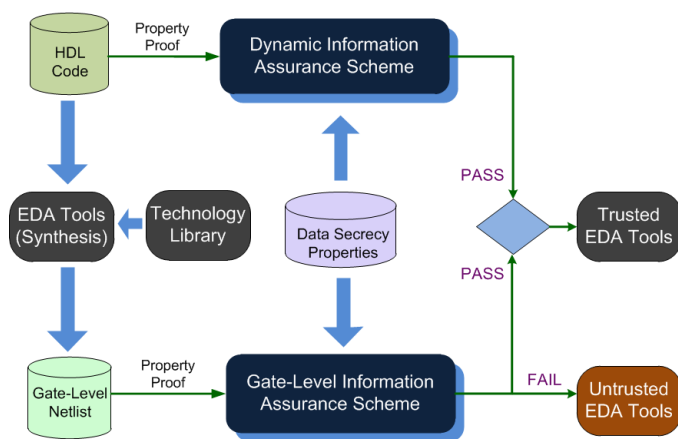 HDL
Code
Property
Proof
Dynamic Information
Assurance Scheme
PASS
EDA Tools
(Synthesis)
Technology
Library
Data Secrecy
Properties
Trusted
EDA Tools
PASS
Gate-Level
Netlist
Property
Proof
Gate-Level Information
Assurance Scheme
FAIL
Untrusted
EDA Tools